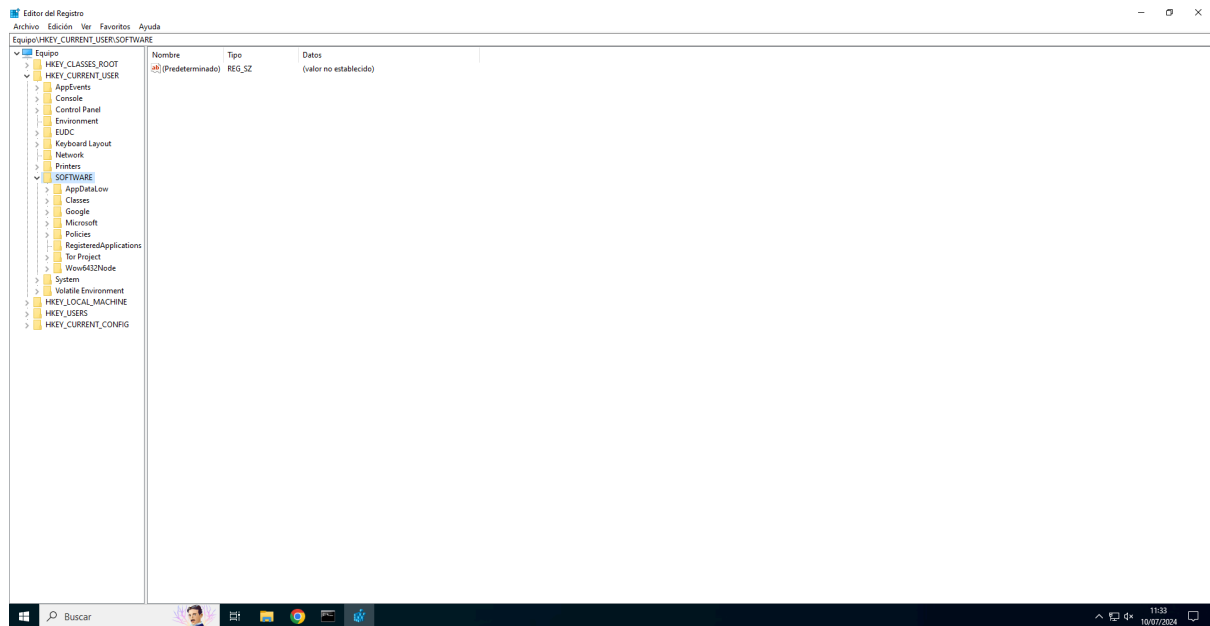 Editor del Registro
Archivo Edición Ver Favoritos Ayuda
Equipo\HKEY_CURRENT_USER\SOFTWARE
Equipo
HKEY_CLASSES_ROOT
HKEY_CURRENT_USER
AppEvents
Console
Control Panel
Environment
EUDC
Keyboard Layout
Network
Printers
SOFTWARE
AppDataLow
Classes
Google
Microsoft
Policies
RegisteredApplications
Tor Project
Wow6432Node
System
Volatile Environment
HKEY_LOCAL_MACHINE
HKEY_USERS
HKEY_CURRENT_CONFIG
Nombre Tipo Datos
ab (Predeterminado) REG_SZ (valor no establecido)
Buscar
11:33
10/07/2024